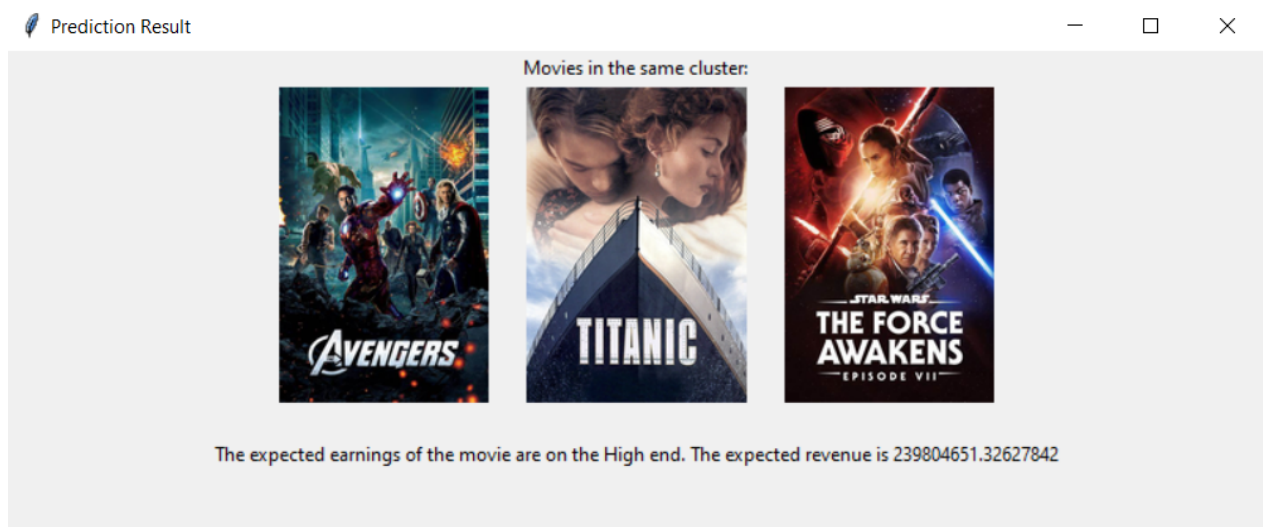 Prediction Result
Movies in the same cluster:
AVENGERS
TITANIC
STAR WARS
THE FORCE
AWAKENS
EPISODE VII
The expected earnings of the movie are on the High end. The expected revenue is 239804651.32627842